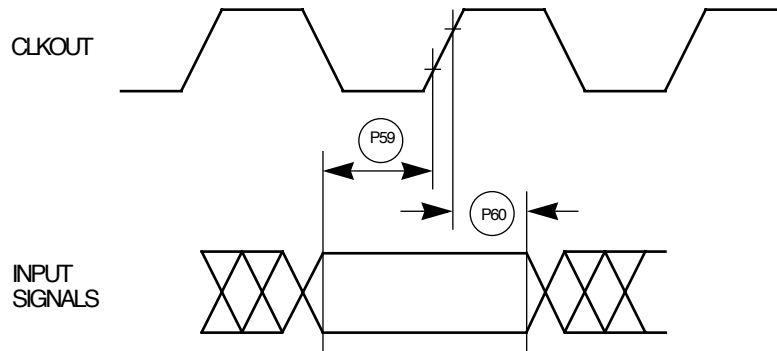 CLKOUT
P59
P60
INPUT
SIGNALS